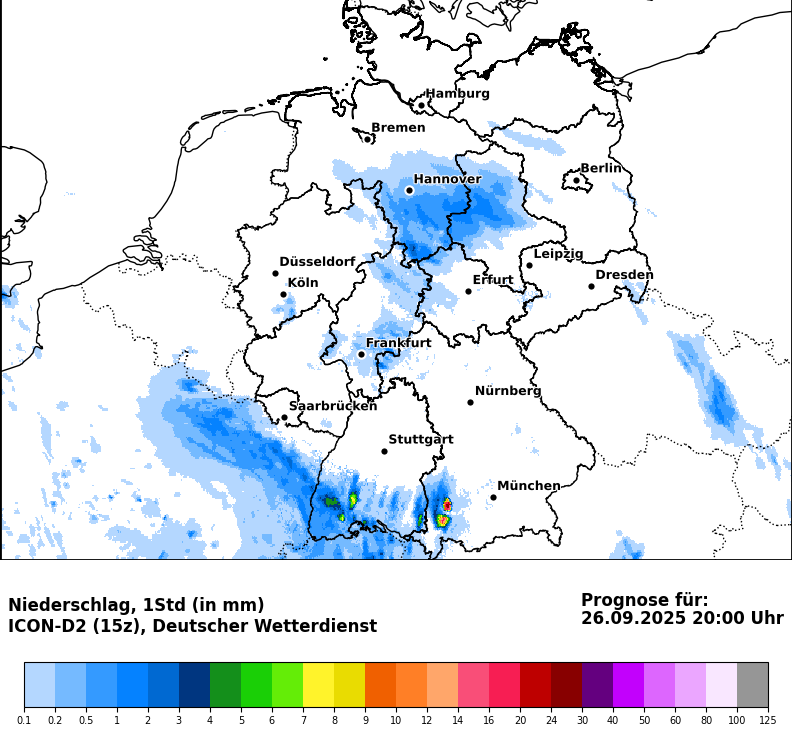 Hamburg
Bremen
Berlin
Hannover
Leipzig
Düsseldorf
Dresden
Köln
Erfurt
Frankfurt
Nürnberg
Saarbrücken
Stuttgart
München
Niederschlag, 1Std (in mm)
ICON-D2 (15z), Deutscher Wetterdienst
Prognose für:
26.09.2025 20:00 Uhr
0.1 0.2 0.5 1 2 3 4 5 6 7 8 9 10 12 14 16 20 24 30 40 50 60 80 100 125